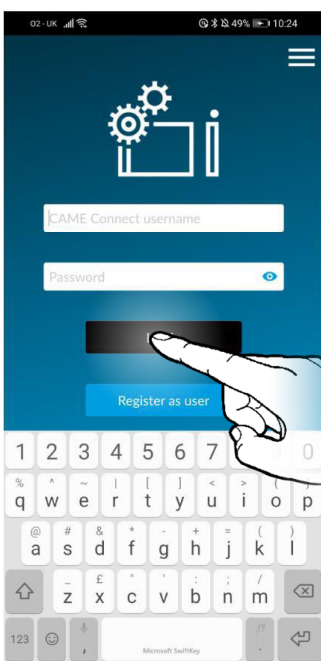 O2-UK 49% 10:24
CAME Connect username
Password
Register as user
1 2 3 4 5 6 7 0
% ^ ~ | [ ] < > { }
q w e r t y u i o p
@ # & * - + = ( )
a s d f g h j k l
_ £ " ' : ; /
z x c v b n m
123 , Microsoft SwiftKey !? .